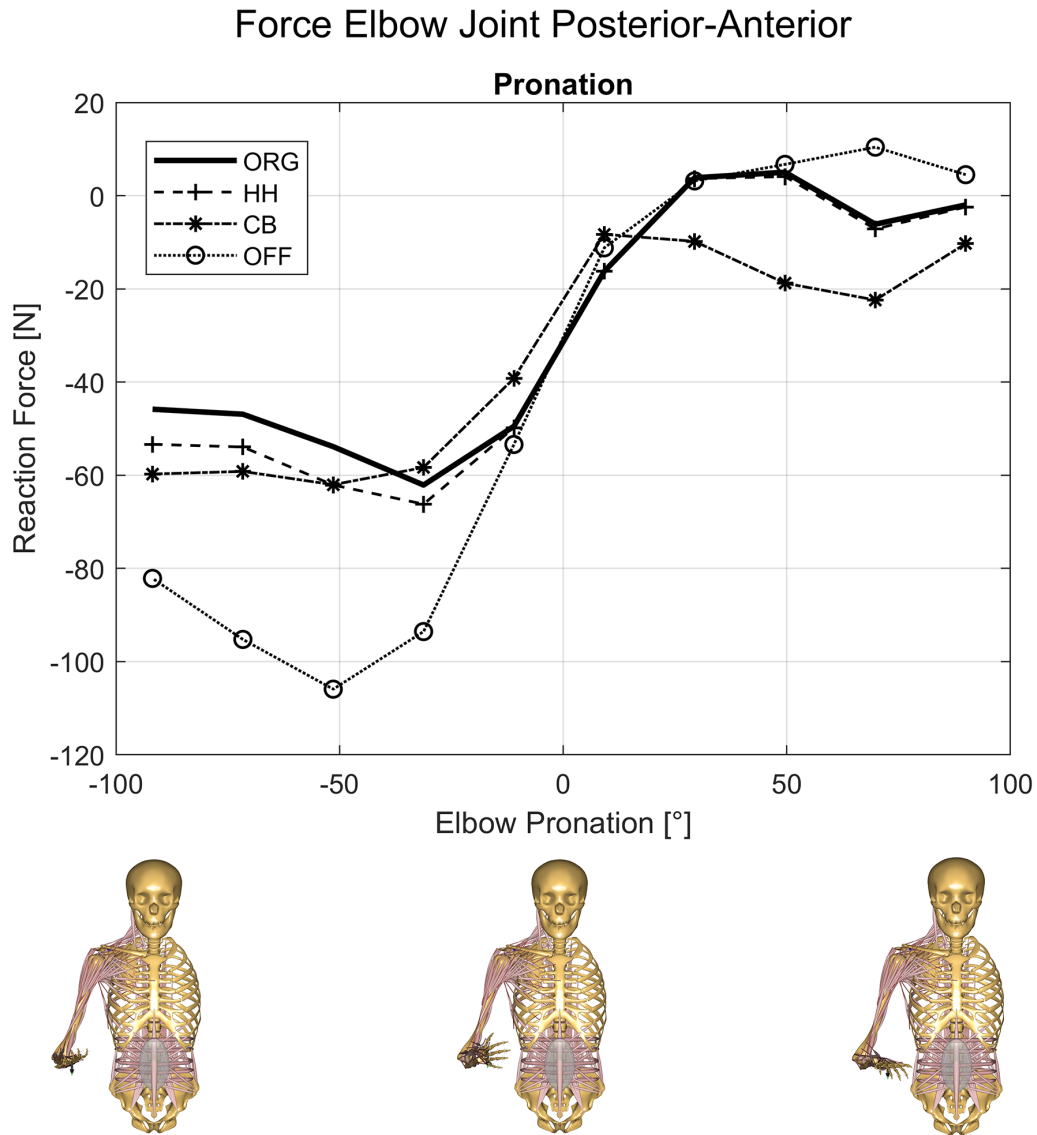 Force Elbow Joint Posterior-Anterior
Pronation
20
0
-20
-40
-60
-80
-100
-120
Reaction Force [N]
ORG
HH
CB
OFF
-100 -50 0 50 100
Elbow Pronation [°]